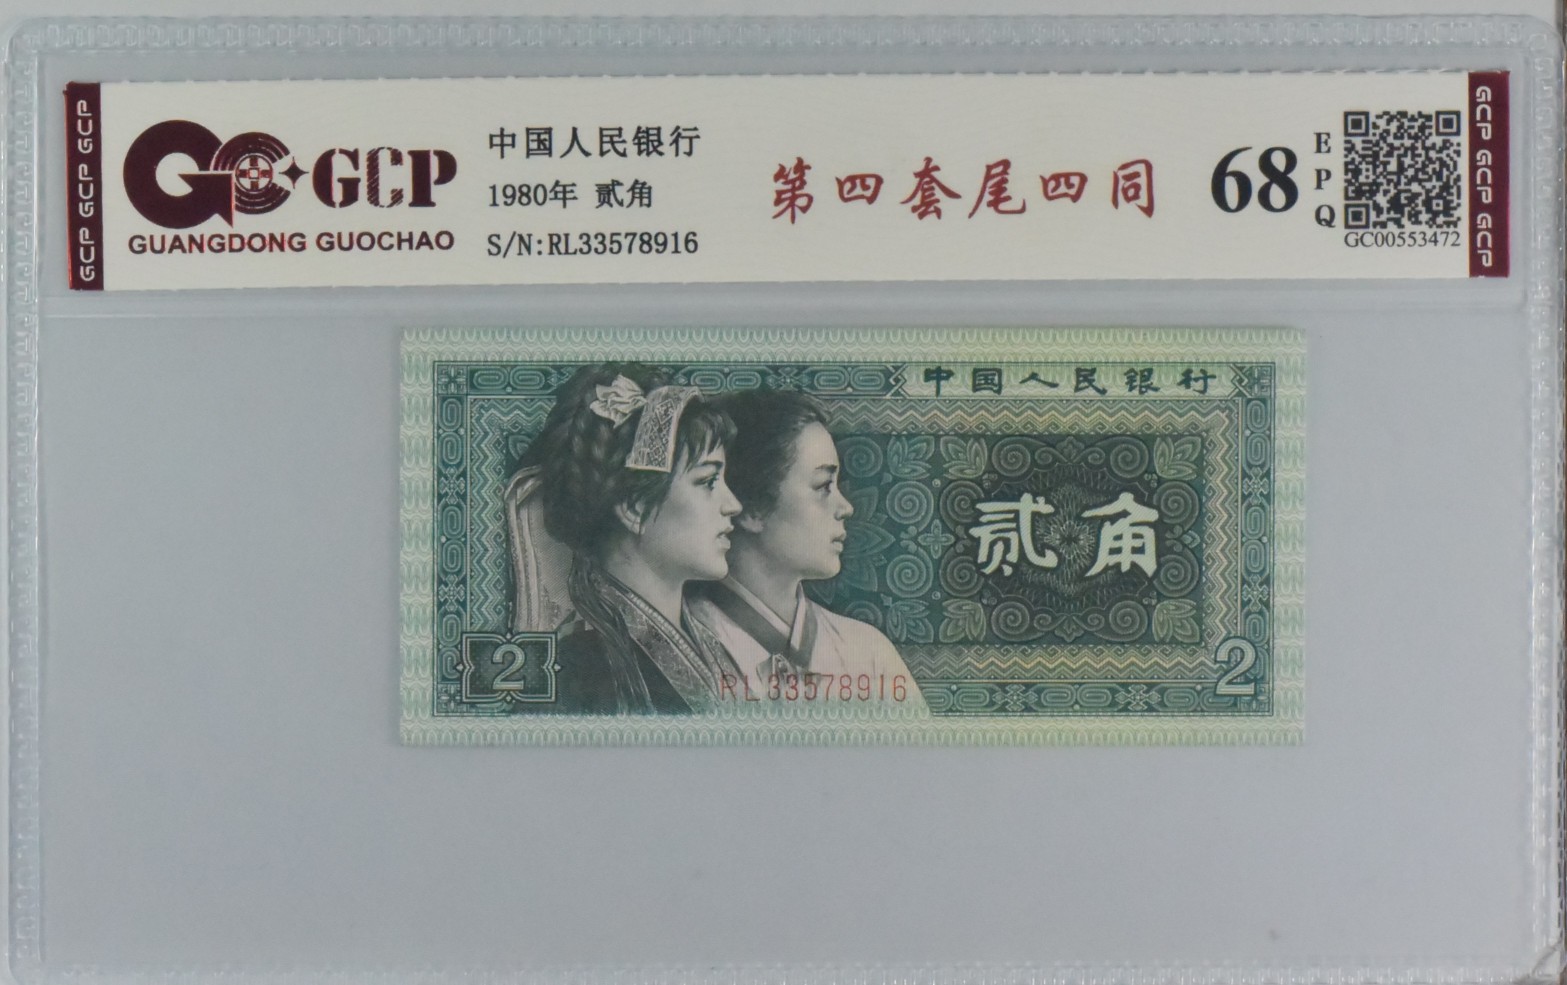 GCP GCP GCP
GCP
GUANGDONG GUOCHAO
中国人民银行
1980年 贰角
S/N:RL33578916
第四套尾四同
68
EPQ
GC00553472
GCP GCP GCP
中国人民银行
贰角
2
2
RL33578916